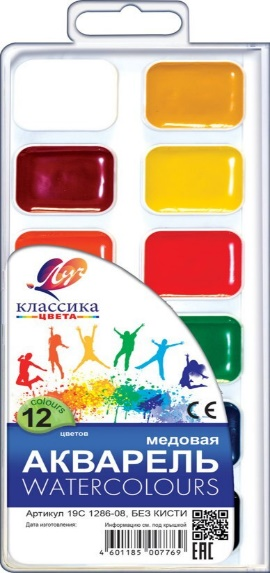 Луч
КЛАССИКА
ЦВЕТА
colours
12
цветов
CE
МЕДОВАЯ
АКВАРЕЛЬ
WATERCOLOURS
Артикул 19С 1286-08, БЕЗ КИСТИ
Дата изготовления:
Информацию см. под крышкой
4 601185 007769
EAC